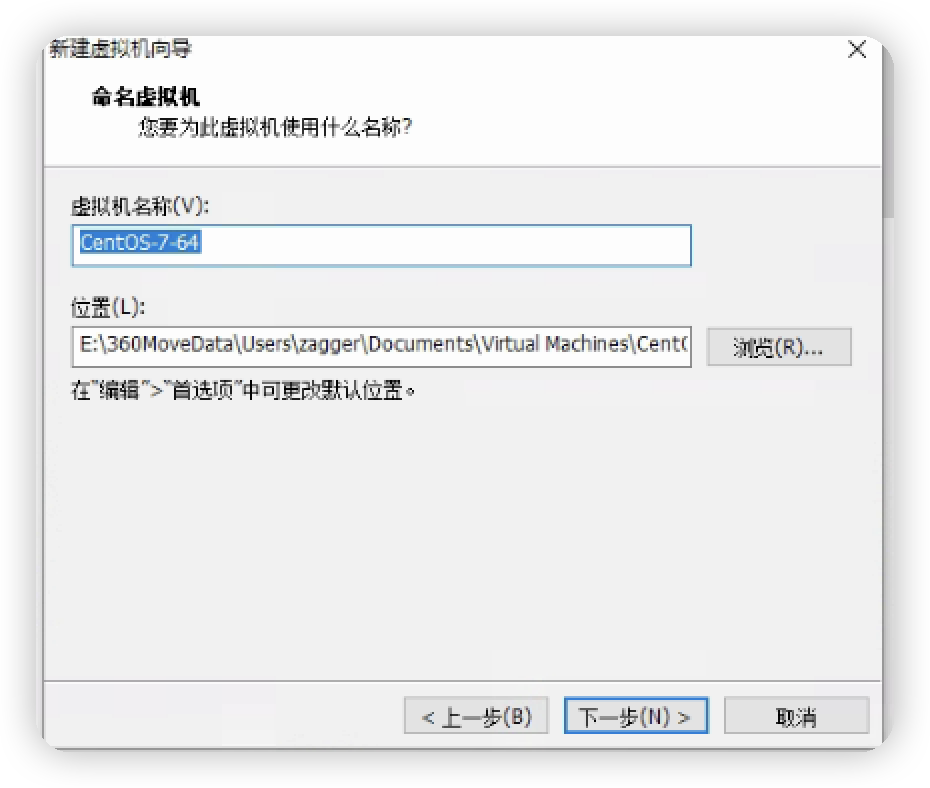 新建虚拟机向导
命名虚拟机
您要为此虚拟机使用什么名称?
虚拟机名称(V):
CentOS-7-64
位置(L):
E:\360MoveData\Users\zagger\Documents\Virtual Machines\Cent
浏览(R)...
在"编辑">"首选项"中可更改默认位置。
< 上一步(B)
下一步(N) >
取消